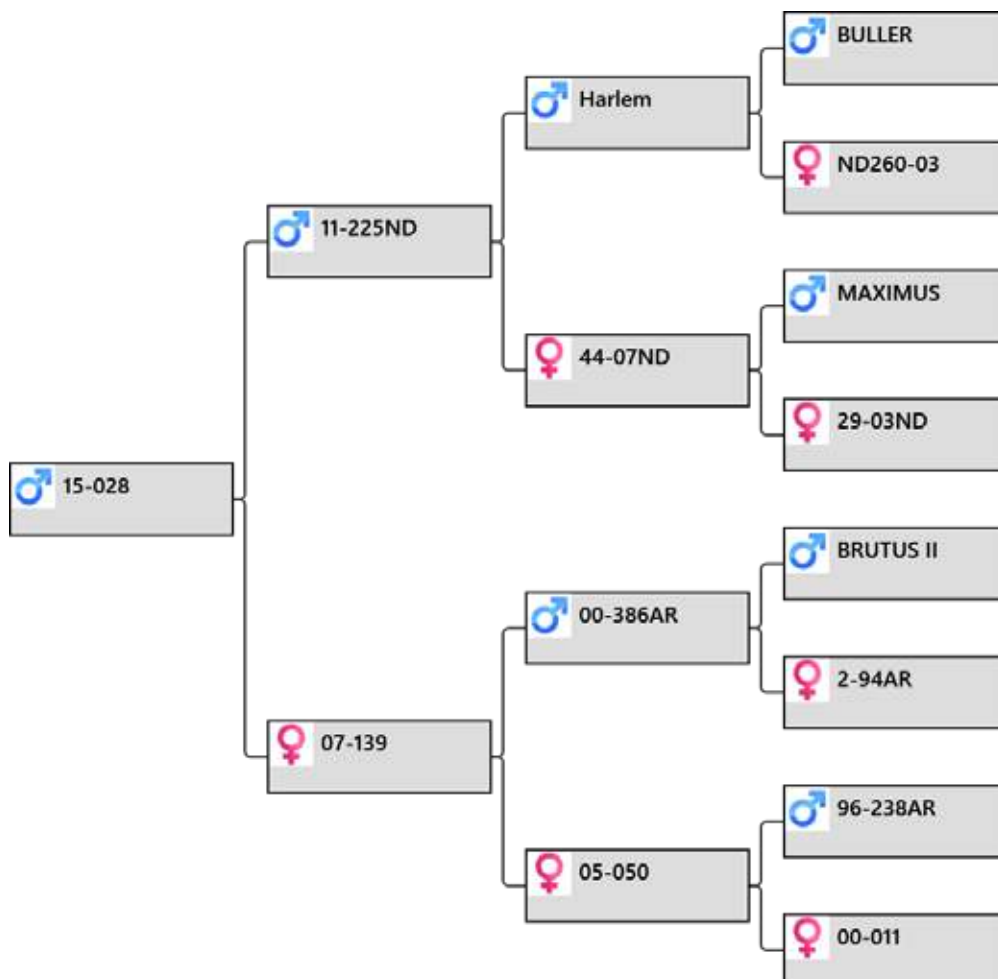 BULLER
Harlem
ND260-03
11-225ND
MAXIMUS
44-07ND
29-03ND
15-028
BRUTUS II
00-386AR
2-94AR
07-139
96-238AR
05-050
00-011